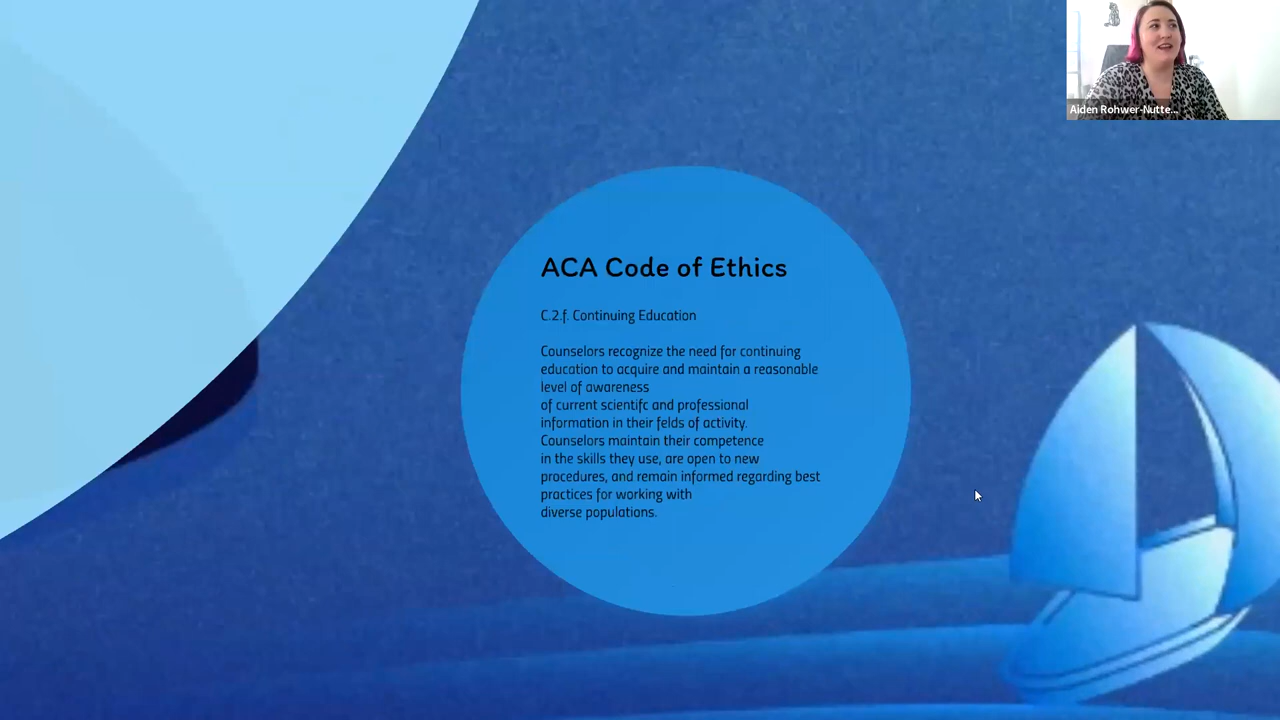 Aiden Rohwer-Nutte...
ACA Code of Ethics
C.2.f. Continuing Education
Counselors recognize the need for continuing
education to acquire and maintain a reasonable
level of awareness
of current scientifc and professional
information in their felds of activity.
Counselors maintain their competence
in the skills they use, are open to new
procedures, and remain informed regarding best
practices for working with
diverse populations.